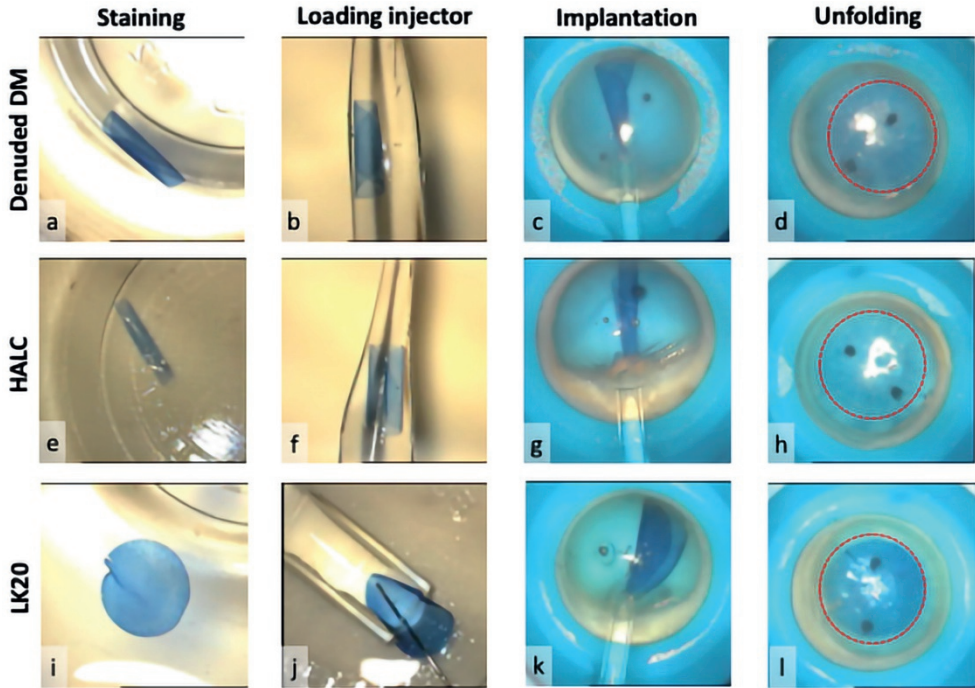 Staining Loading injector Implantation Unfolding
Denuded DM
a b c d
HALC
e f g h
LK20
i j k l